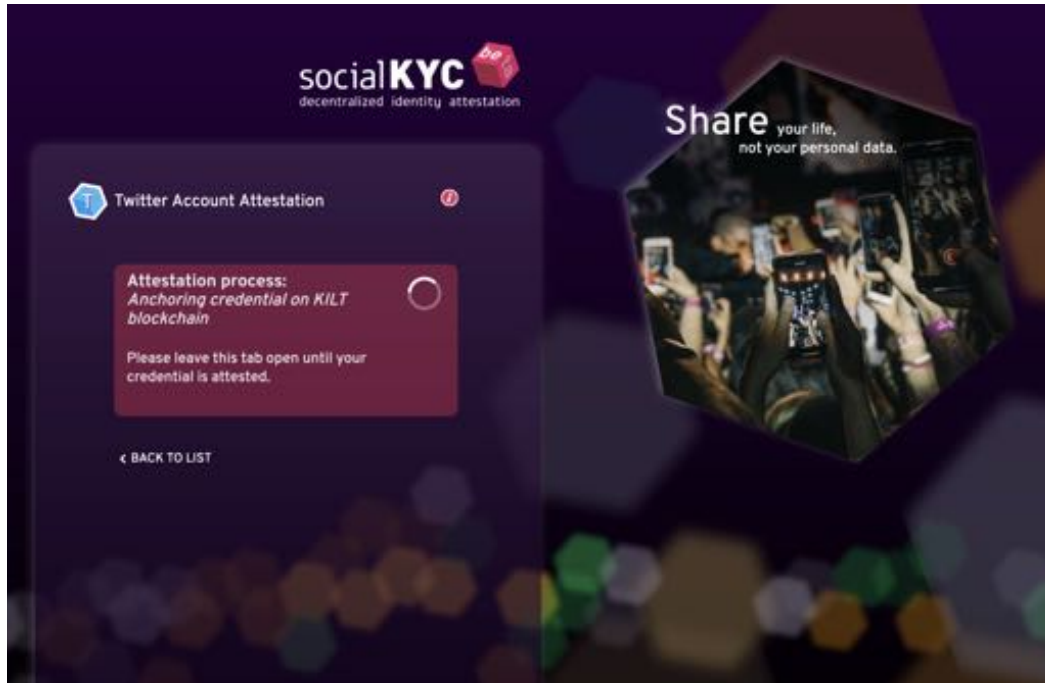 socialKYC
be
decentralized identity attestation
Share your life,
not your personal data.
T
Twitter Account Attestation
i
Attestation process:
Anchoring credential on KILT
blockchain
Please leave this tab open until your
credential is attested.
‹ BACK TO LIST